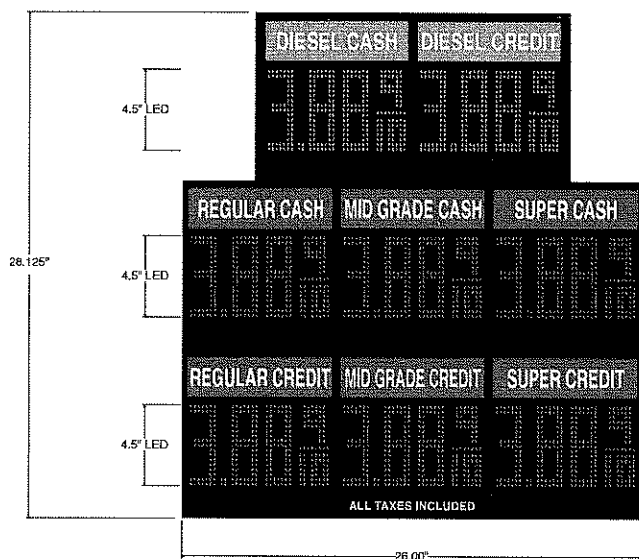 DIESEL CASH DIESEL CREDIT
4.5" LED 3.88 3.88
REGULAR CASH MID GRADE CASH SUPER CASH
28.125"
4.5" LED 3.88 3.88 3.88
REGULAR CREDIT MID GRADE CREDIT SUPER CREDIT
4.5" LED 3.88 3.88 3.88
ALL TAXES INCLUDED
26.00"